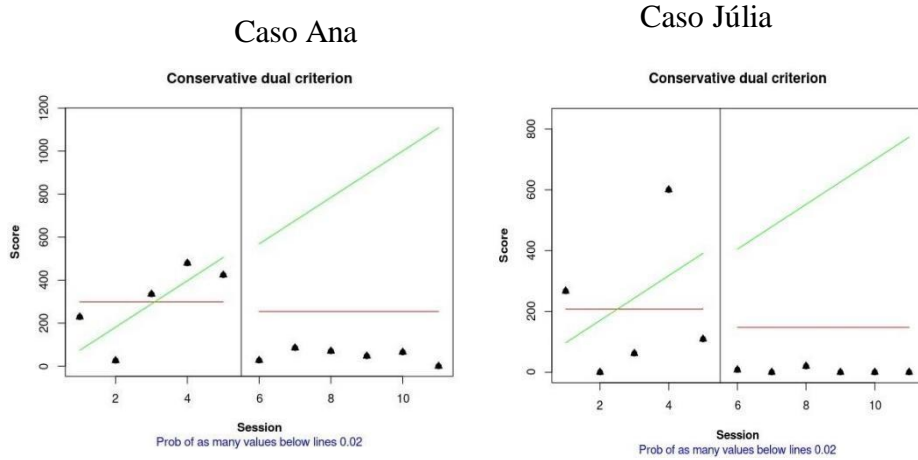 Caso Ana
Conservative dual criterion
Score
1200
1000
800
600
400
200
0
2
4
6
8
10
Session
Prob of as many values below lines 0.02
Caso Júlia
Conservative dual criterion
Score
800
600
400
200
0
2
4
6
8
10
Session
Prob of as many values below lines 0.02